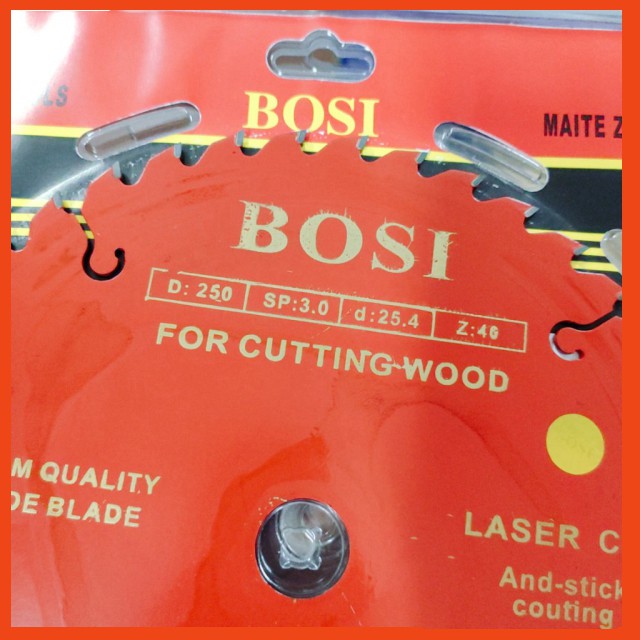 BOSI
MAITE Z
BOSI
D: 250 SP:3.0 d:25.4 Z:40
FOR CUTTING WOOD
M QUALITY
DE BLADE
LASER C
And-stick
couting